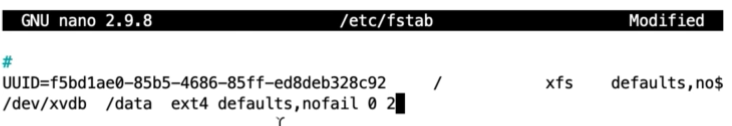 GNU nano 2.9.8 /etc/fstab Modified
#
UUID=f5bd1ae0-85b5-4686-85ff-ed8deb328c92 / xfs defaults,no$
/dev/xvdb /data ext4 defaults,nofail 0 2